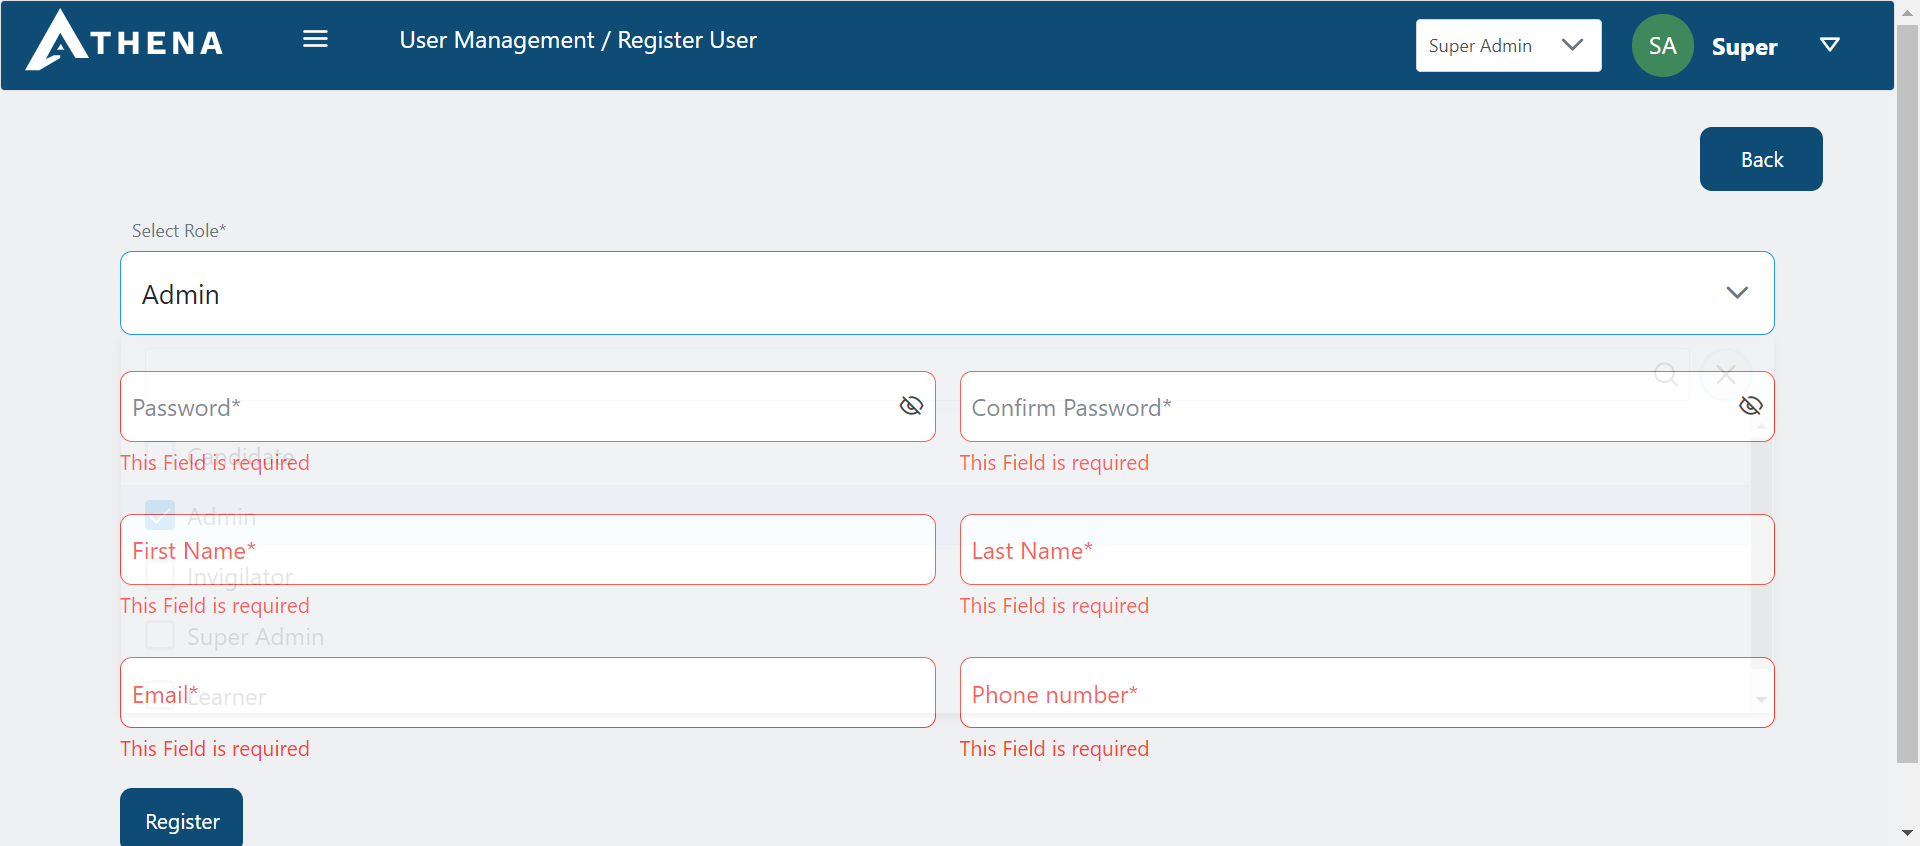 ATHENA
User Management / Register User
Super Admin
SA
Super
Back
Select Role*
Admin
Password*
Confirm Password*
Candidate
This Field is required
This Field is required
Admin
First Name*
Last Name*
Invigilator
This Field is required
This Field is required
Super Admin
Email*
Learner
Phone number*
This Field is required
This Field is required
Register